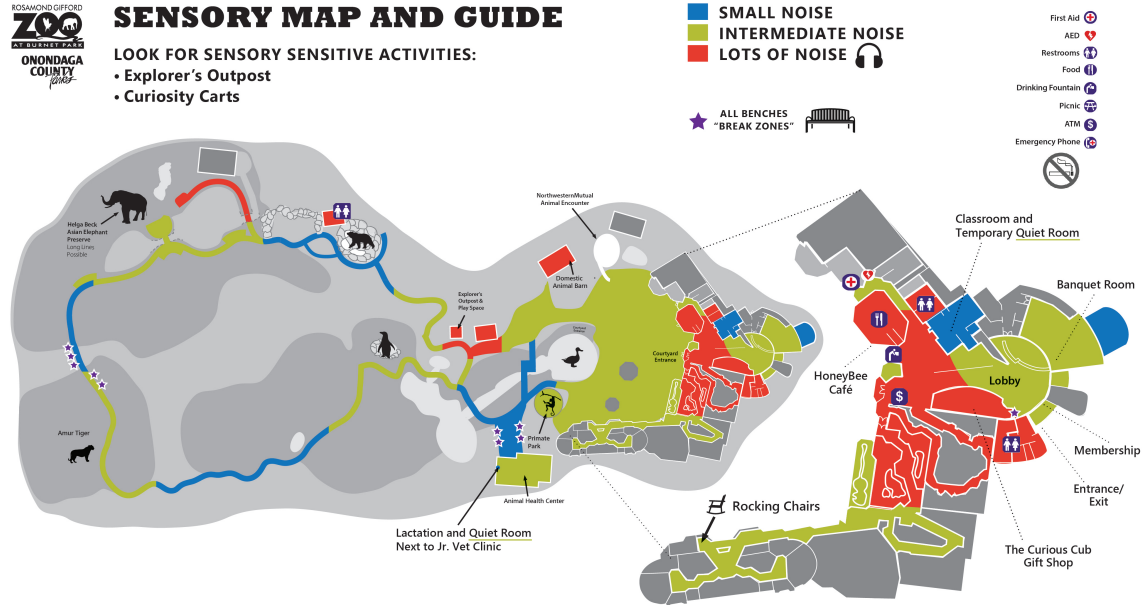 ROSAMOND GIFFORD
ZOO
AT BURNET PARK
ONONDAGA
COUNTY
Parks
SENSORY MAP AND GUIDE
LOOK FOR SENSORY SENSITIVE ACTIVITIES:
• Explorer's Outpost
• Curiosity Carts
SMALL NOISE
INTERMEDIATE NOISE
LOTS OF NOISE
ALL BENCHES
"BREAK ZONES"
First Aid
AED
Restrooms
Food
Drinking Fountain
Picnic
ATM
$
Emergency Phone
Helga Beck
Asian Elephant
Preserve
Long Lines
Possible
NorthwesternMutual
Animal Encounter
Domestic
Animal Barn
Explorer's
Outpost &
Play Space
Courtyard
Entrance
Primate
Park
Amur Tiger
Animal Health Center
Lactation and Quiet Room
Next to Jr. Vet Clinic
Classroom and
Temporary Quiet Room
Banquet Room
HoneyBee
Café
$
Lobby
Membership
Entrance/
Exit
The Curious Cub
Gift Shop
Rocking Chairs